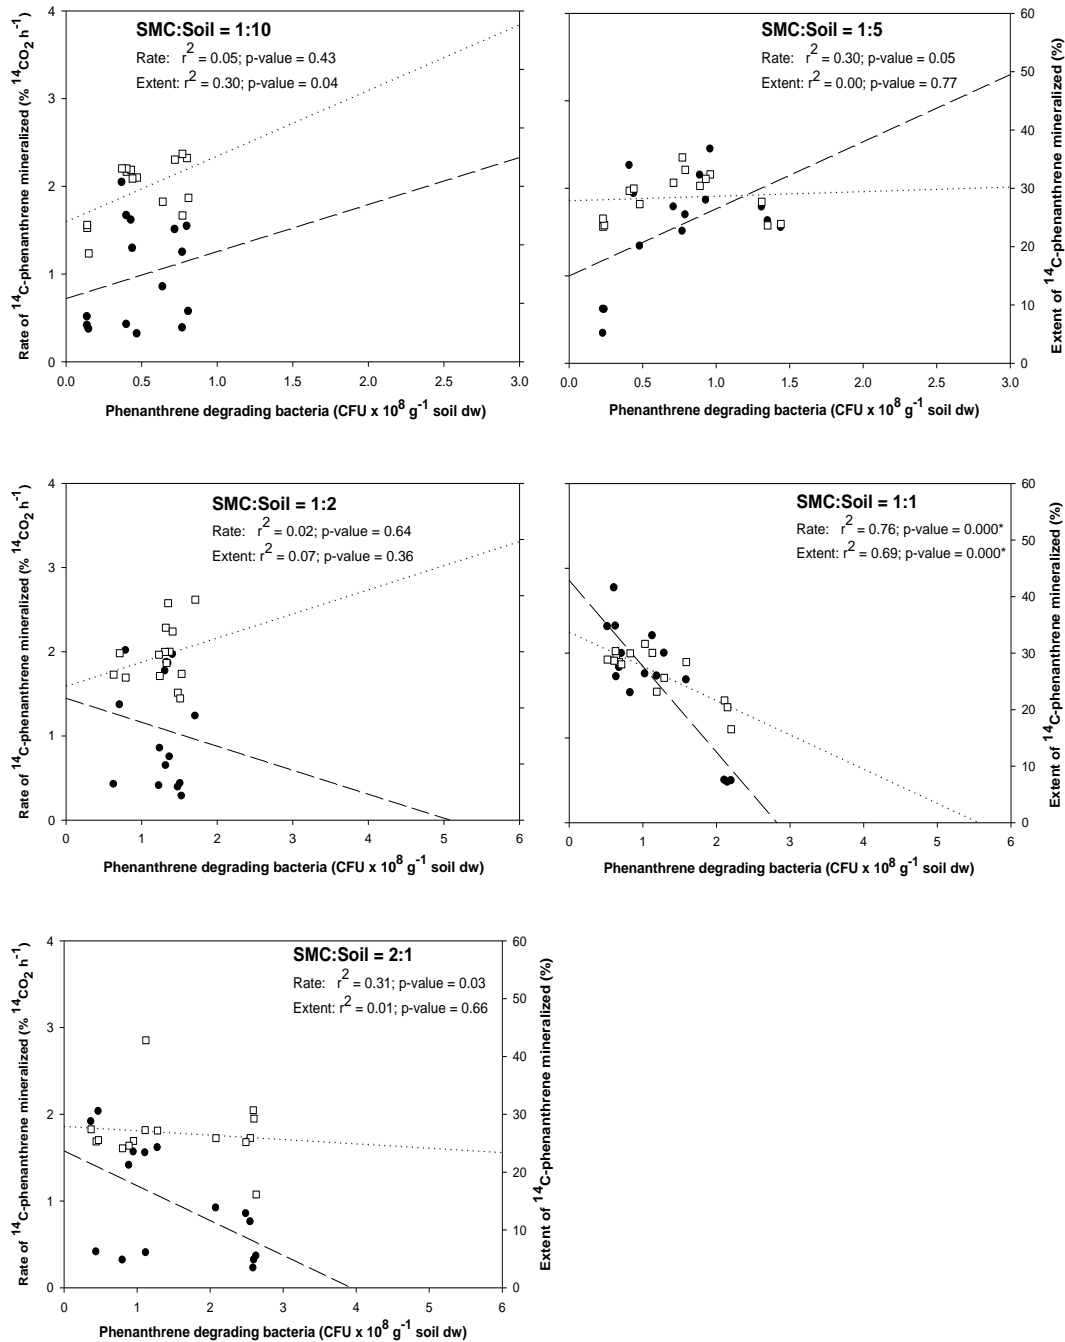 SMC:Soil = 1:10
Rate: r2 = 0.05; p-value = 0.43
Extent: r2 = 0.30; p-value = 0.04
Rate of 14C-phenanthrene mineralized (% 14CO2 h-1)
4
3
2
1
0
0.0 0.5 1.0 1.5 2.0 2.5 3.0
Phenanthrene degrading bacteria (CFU x 10^8 g-1 soil dw)
SMC:Soil = 1:5
Rate: r2 = 0.30; p-value = 0.05
Extent: r2 = 0.00; p-value = 0.77
60
50
40
30
20
10
0
Extent of 14C-phenanthrene mineralized (%)
0.0 0.5 1.0 1.5 2.0 2.5 3.0
Phenanthrene degrading bacteria (CFU x 10^8 g-1 soil dw)
SMC:Soil = 1:2
Rate: r2 = 0.02; p-value = 0.64
Extent: r2 = 0.07; p-value = 0.36
Rate of 14C-phenanthrene mineralized (% 14CO2 h-1)
4
3
2
1
0
0 1 2 3 4 5 6
Phenanthrene degrading bacteria (CFU x 10^8 g-1 soil dw)
SMC:Soil = 1:1
Rate: r2 = 0.76; p-value = 0.000*
Extent: r2 = 0.69; p-value = 0.000*
60
50
40
30
20
10
0
Extent of 14C-phenanthrene mineralized (%)
0 1 2 3 4 5 6
Phenanthrene degrading bacteria (CFU x 10^8 g-1 soil dw)
SMC:Soil = 2:1
Rate: r2 = 0.31; p-value = 0.03
Extent: r2 = 0.01; p-value = 0.66
Rate of 14C-phenanthrene mineralized (% 14CO2 h-1)
4
3
2
1
0
60
50
40
30
20
10
0
Extent of 14C-phenanthrene mineralized (%)
0 1 2 3 4 5 6
Phenanthrene degrading bacteria (CFU x 10^8 g-1 soil dw)